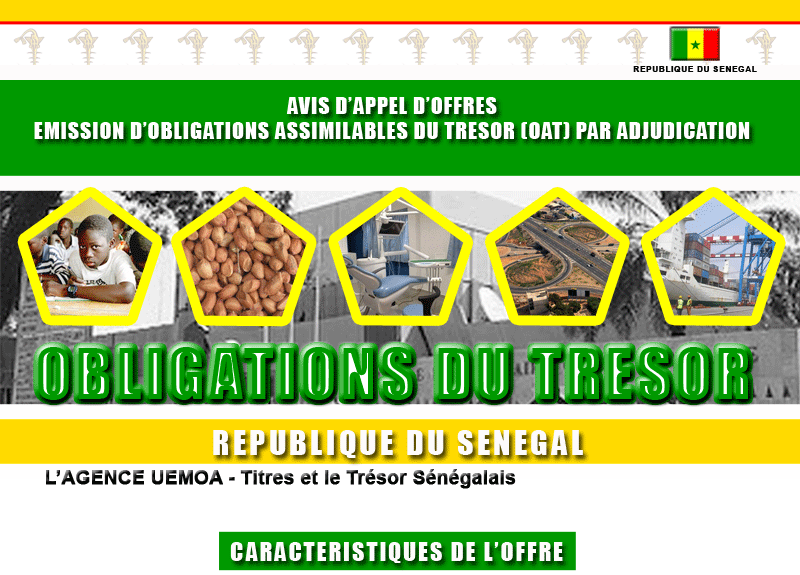 REPUBLIQUE DU SENEGAL
AVIS D'APPEL D'OFFRES
EMISSION D'OBLIGATIONS ASSIMILABLES DU TRESOR (OAT) PAR ADJUDICATION
OBLIGATIONS DU TRESOR
REPUBLIQUE DU SENEGAL
L'AGENCE UEMOA - Titres et le Trésor Sénégalais
CARACTERISTIQUES DE L'OFFRE